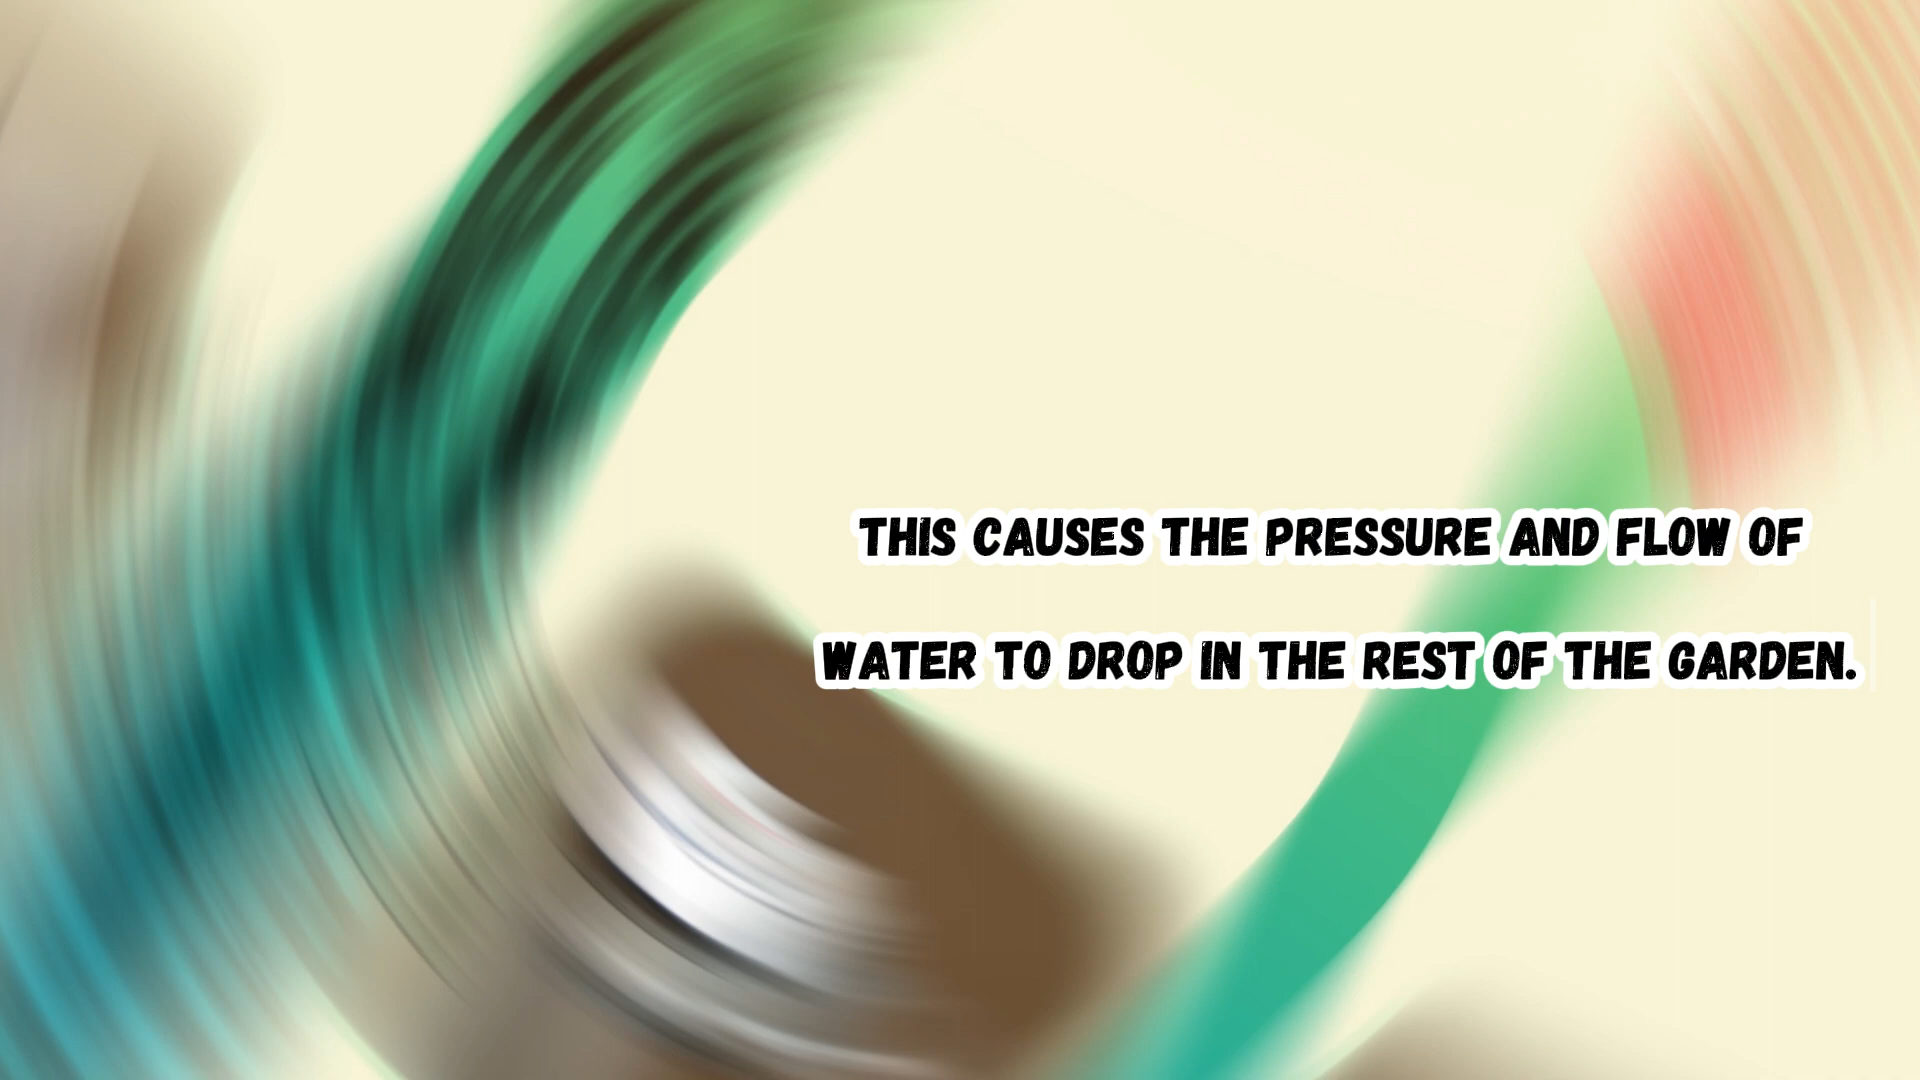 THIS CAUSES THE PRESSURE AND FLOW OF
WATER TO DROP IN THE REST OF THE GARDEN.